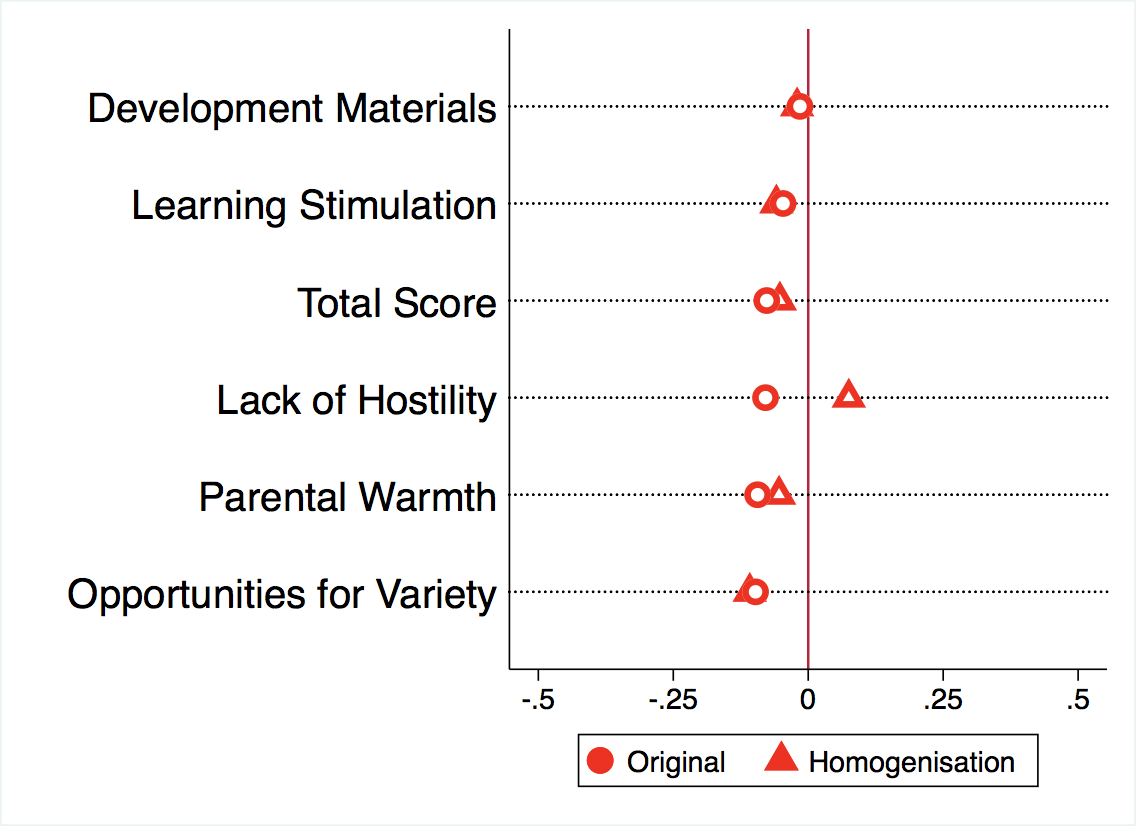 Development Materials
Learning Stimulation
Total Score
Lack of Hostility
Parental Warmth
Opportunities for Variety
-.5 -.25 0 .25 .5
Original Homogenisation